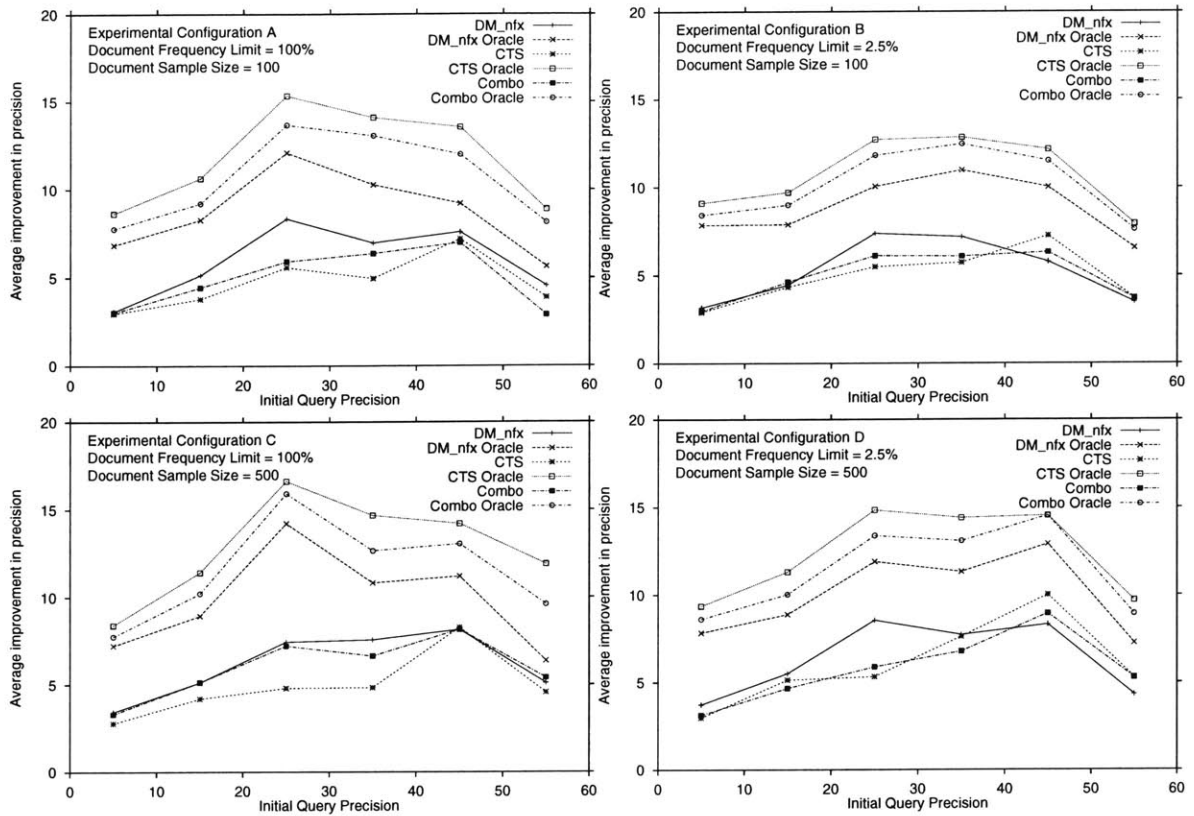 Experimental Configuration A
Document Frequency Limit = 100%
Document Sample Size = 100
DM_nfx
DM_nfx Oracle
CTS
CTS Oracle
Combo
Combo Oracle
Average improvement in precision
20
15
10
5
0
0 10 20 30 40 50 60
Initial Query Precision
Experimental Configuration B
Document Frequency Limit = 2.5%
Document Sample Size = 100
DM_nfx
DM_nfx Oracle
CTS
CTS Oracle
Combo
Combo Oracle
Average improvement in precision
20
15
10
5
0
0 10 20 30 40 50 60
Initial Query Precision
Experimental Configuration C
Document Frequency Limit = 100%
Document Sample Size = 500
DM_nfx
DM_nfx Oracle
CTS
CTS Oracle
Combo
Combo Oracle
Average improvement in precision
20
15
10
5
0
0 10 20 30 40 50 60
Initial Query Precision
Experimental Configuration D
Document Frequency Limit = 2.5%
Document Sample Size = 500
DM_nfx
DM_nfx Oracle
CTS
CTS Oracle
Combo
Combo Oracle
Average improvement in precision
20
15
10
5
0
0 10 20 30 40 50 60
Initial Query Precision